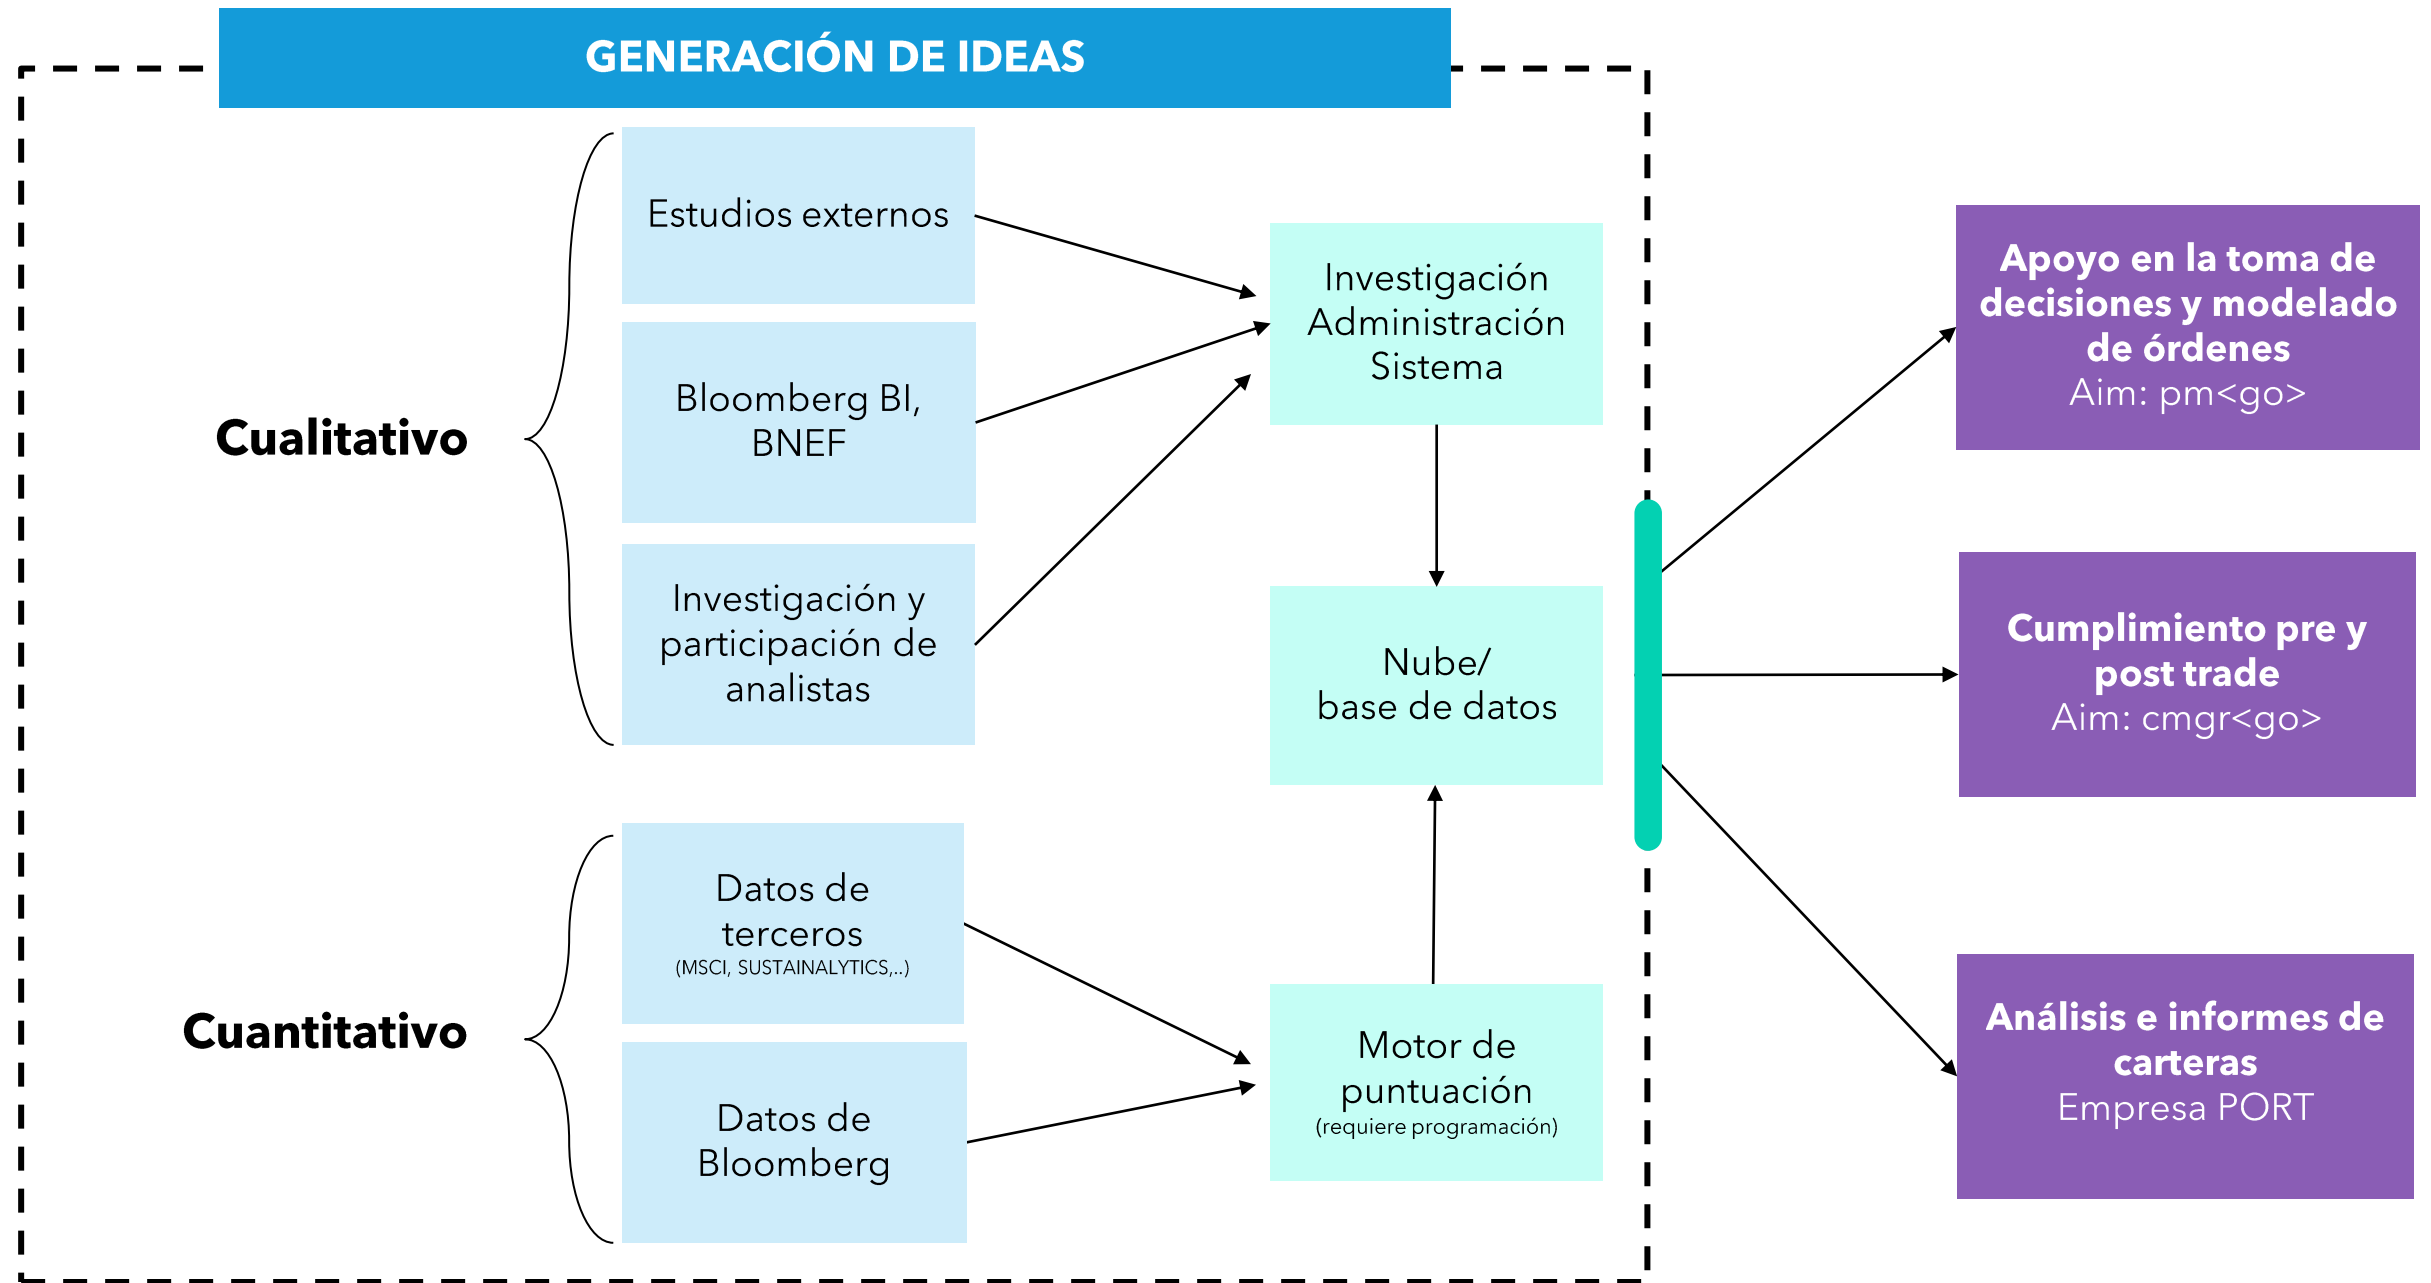 GENERACIÓN DE IDEAS
Cualitativo
Estudios externos
Bloomberg BI,
BNEF
Investigación y
participación de
analistas
Cuantitativo
Datos de
terceros
(MSCI, SUSTAINALYTICS,..)
Datos de
Bloomberg
Investigación
Administración
Sistema
Nube/
base de datos
Motor de
puntuación
(requiere programación)
Apoyo en la toma de
decisiones y modelado
de órdenes
Aim: pm<go>
Cumplimiento pre y
post trade
Aim: cmgr<go>
Análisis e informes de
carteras
Empresa PORT